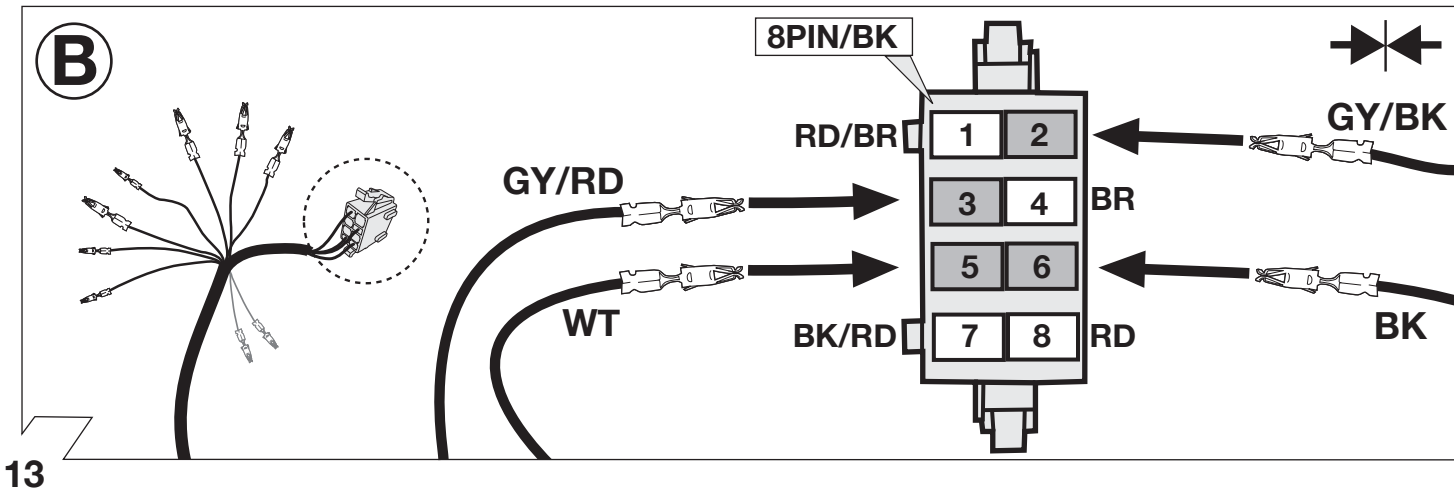 B
8PIN/BK
RD/BR 1 2 GY/BK
GY/RD 3 4 BR
WT 5 6 BK
BK/RD 7 8 RD
13